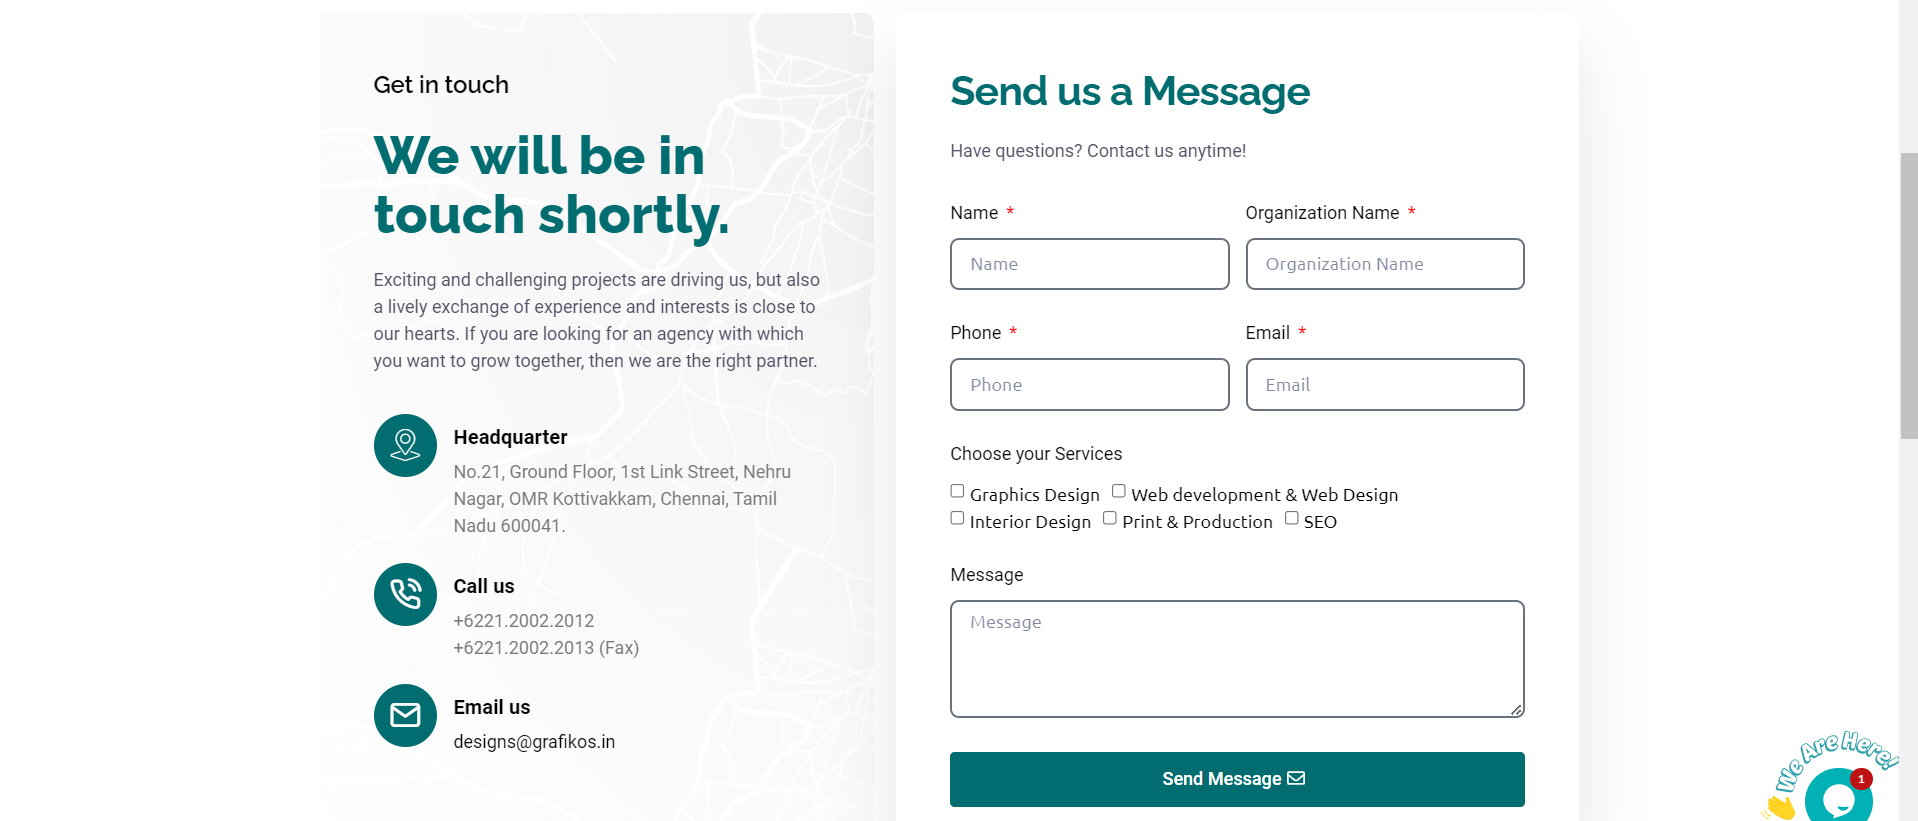 Get in touch
We will be in
touch shortly.
Exciting and challenging projects are driving us, but also
a lively exchange of experience and interests is close to
our hearts. If you are looking for an agency with which
you want to grow together, then we are the right partner.
Headquarter
No.21, Ground Floor, 1st Link Street, Nehru
Nagar, OMR Kottivakkam, Chennai, Tamil
Nadu 600041.
Call us
+6221.2002.2012
+6221.2002.2013 (Fax)
Email us
designs@grafikos.in
Send us a Message
Have questions? Contact us anytime!
Name *
Organization Name *
Name
Organization Name
Phone *
Email *
Phone
Email
Choose your Services
Graphics Design
Web development & Web Design
Interior Design
Print & Production
SEO
Message
Message
Send Message
We Are Here!
1